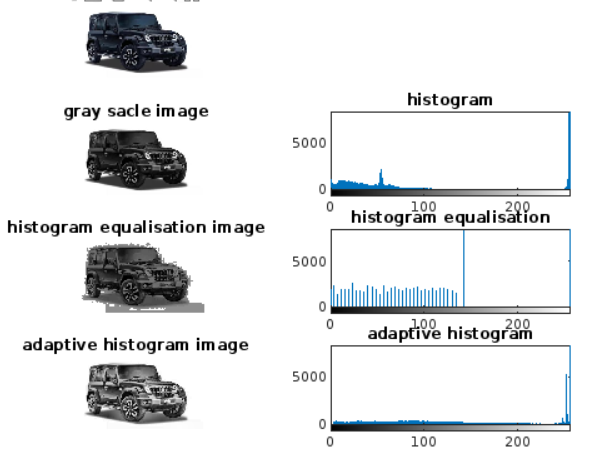 gray sacle image
histogram
5000
0
0
100
200
histogram equalisation image
histogram equalisation
5000
0
0
100
200
adaptive histogram image
adaptive histogram
5000
0
0
100
200